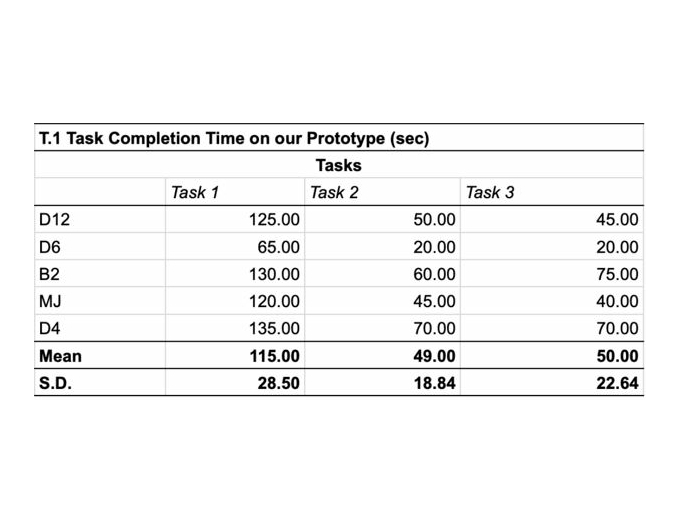 T.1 Task Completion Time on our Prototype (sec)
Tasks
Task 1 Task 2 Task 3
D12 125.00 50.00 45.00
D6 65.00 20.00 20.00
B2 130.00 60.00 75.00
MJ 120.00 45.00 40.00
D4 135.00 70.00 70.00
Mean 115.00 49.00 50.00
S.D. 28.50 18.84 22.64